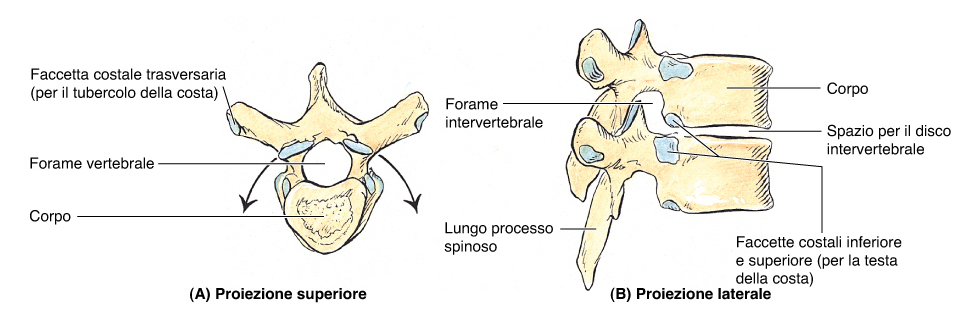 Faccetta costale trasversaria
(per il tubercolo della costa)
Forame vertebrale
Corpo
(A) Proiezione superiore
Forame
intervertebrale
Lungo processo
spinoso
Corpo
Spazio per il disco
intervertebrale
Faccette costali inferiore
e superiore (per la testa
della costa)
(B) Proiezione laterale